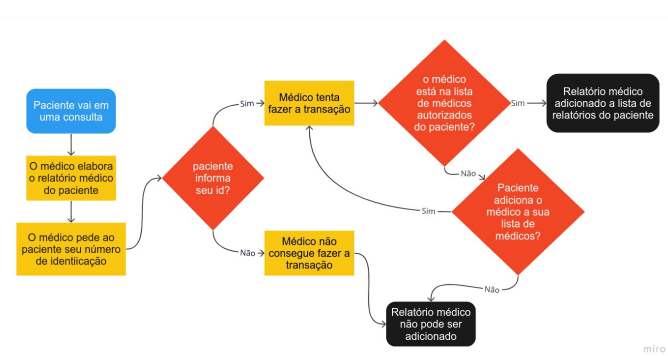 Paciente vai em
uma consulta
O médico elabora
o relatório médico
do paciente
O médico pede ao
paciente seu número
de identiicação
paciente
informa
seu id?
Sim
Médico tenta
fazer a transação
o médico
está na lista
de médicos
autorizados
do paciente?
Sim
Relatório médico
adicionado a lista de
relatórios do paciente
Não
Paciente
adiciona o
médico a sua
lista de
médicos?
Sim
Não
Médico não
consegue fazer a
transação
Não
Relatório médico
não pode ser
adicionado
miro